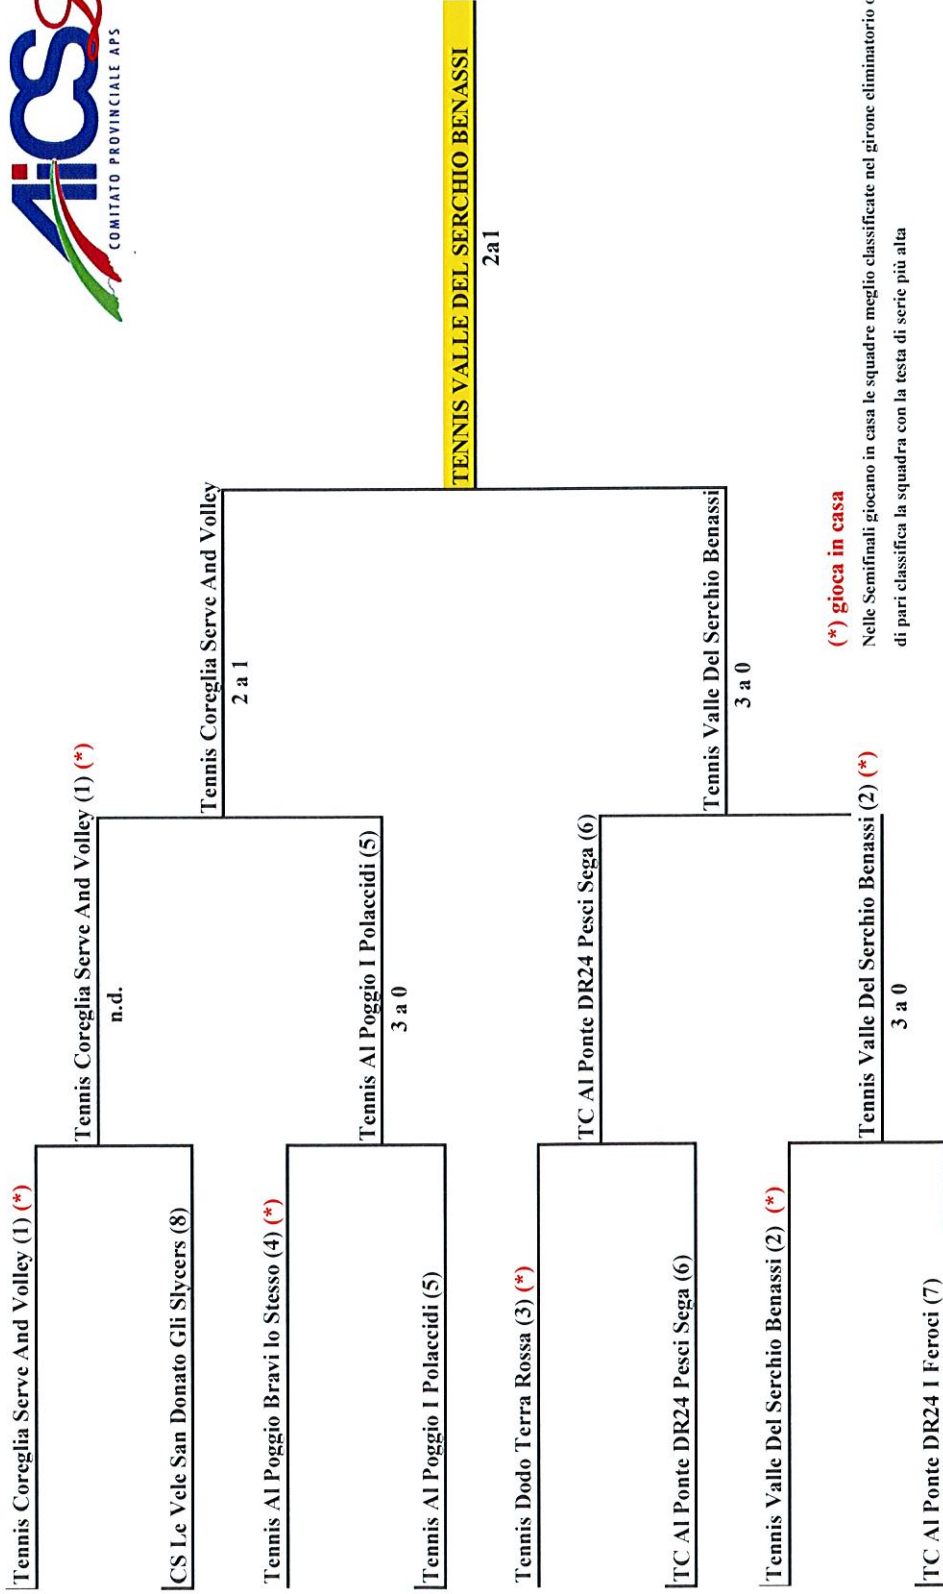 AiCS
COMITATO PROVINCIALE APS
Tennis Coreglia Serve And Volley (1) (*)
CS Le Vele San Donato Gli Slycers (8)
Tennis Al Poggio Bravi lo Stesso (4) (*)
Tennis Al Poggio I Polaccidi (5)
Tennis Dodo Terra Rossa (3) (*)
TC Al Ponte DR24 Pesci Sega (6)
Tennis Valle Del Serchio Benassi (2) (*)
TC Al Ponte DR24 I Feroci (7)
Tennis Coreglia Serve And Volley (1) (*)
n.d.
Tennis Al Poggio I Polaccidi (5)
3 a 0
TC Al Ponte DR24 Pesci Sega (6)
Tennis Valle Del Serchio Benassi (2) (*)
3 a 0
Tennis Coreglia Serve And Volley
2 a 1
Tennis Valle Del Serchio Benassi
3 a 0
TENNIS VALLE DEL SERCHIO BENASSI
2a1
(*) gioca in casa
Nelle Semifinali giocano in casa le squadre meglio classificate nel girone eliminatorio
di pari classifica la squadra con la testa di serie più alta